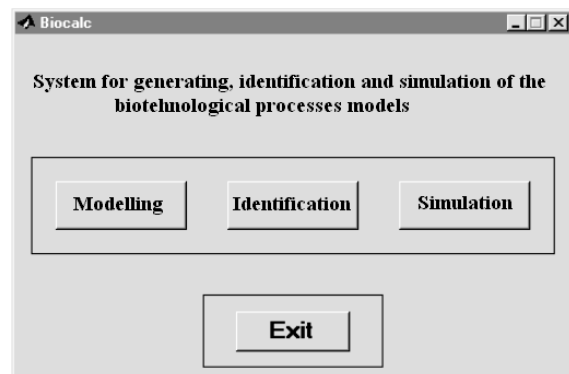 Biocalc
System for generating, identification and simulation of the
biotehnological processes models
Modelling Identification Simulation
Exit